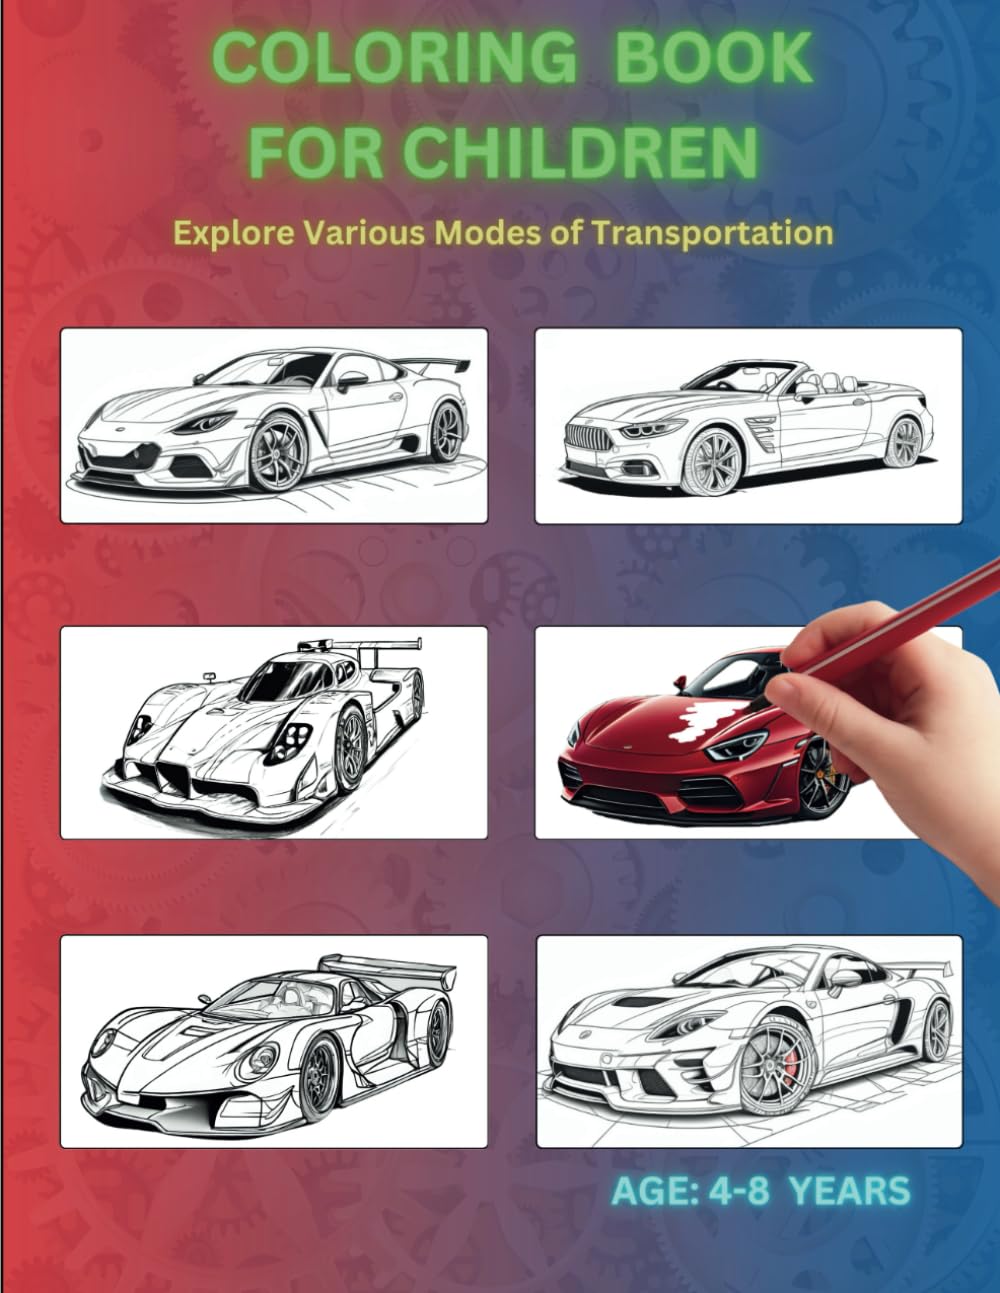 COLORING BOOK
FOR CHILDREN
Explore Various Modes of Transportation
AGE: 4-8 YEARS